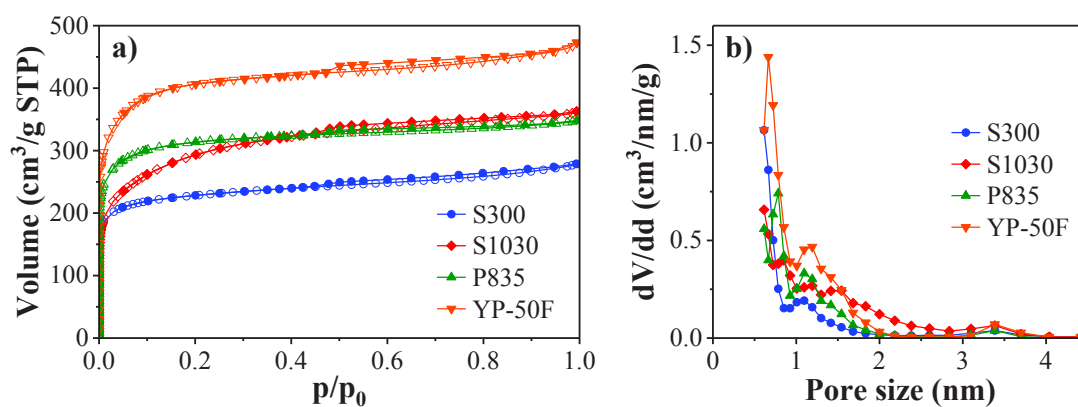 a)
Volume (cm³/g STP)
500
400
300
200
100
0
0.0 0.2 0.4 0.6 0.8 1.0
p/p₀
S300
S1030
P835
YP-50F
b)
dV/dd (cm³/nm/g)
1.5
1.0
0.5
0.0
0 1 2 3 4
Pore size (nm)
S300
S1030
P835
YP-50F